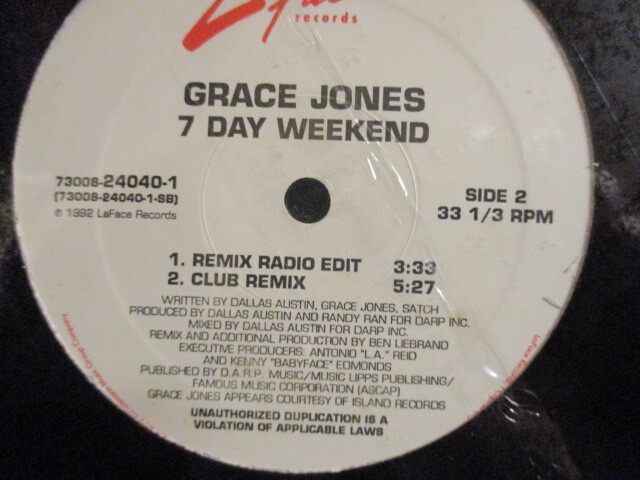 records
GRACE JONES
7 DAY WEEKEND
73008-24040-1
(73008-24040-1-SB)
℗ 1992 LaFace Records
SIDE 2
33 1/3 RPM
1. REMIX RADIO EDIT 3:33
2. CLUB REMIX 5:27
WRITTEN BY DALLAS AUSTIN, GRACE JONES, SATCH
PRODUCED BY DALLAS AUSTIN AND RANDY RAN FOR DARP INC.
MIXED BY DALLAS AUSTIN FOR DARP INC.
REMIX AND ADDITIONAL PRODUCTION BY BEN LIEBRAND
EXECUTIVE PRODUCERS: ANTONIO "L.A." REID
AND KENNY "BABYFACE" EDMONDS
PUBLISHED BY D.A.R.P. MUSIC/MUSIC LIPPS PUBLISHING/
FAMOUS MUSIC CORPORATION (ASCAP)
GRACE JONES APPEARS COURTESY OF ISLAND RECORDS
UNAUTHORIZED DUPLICATION IS A
VIOLATION OF APPLICABLE LAWS